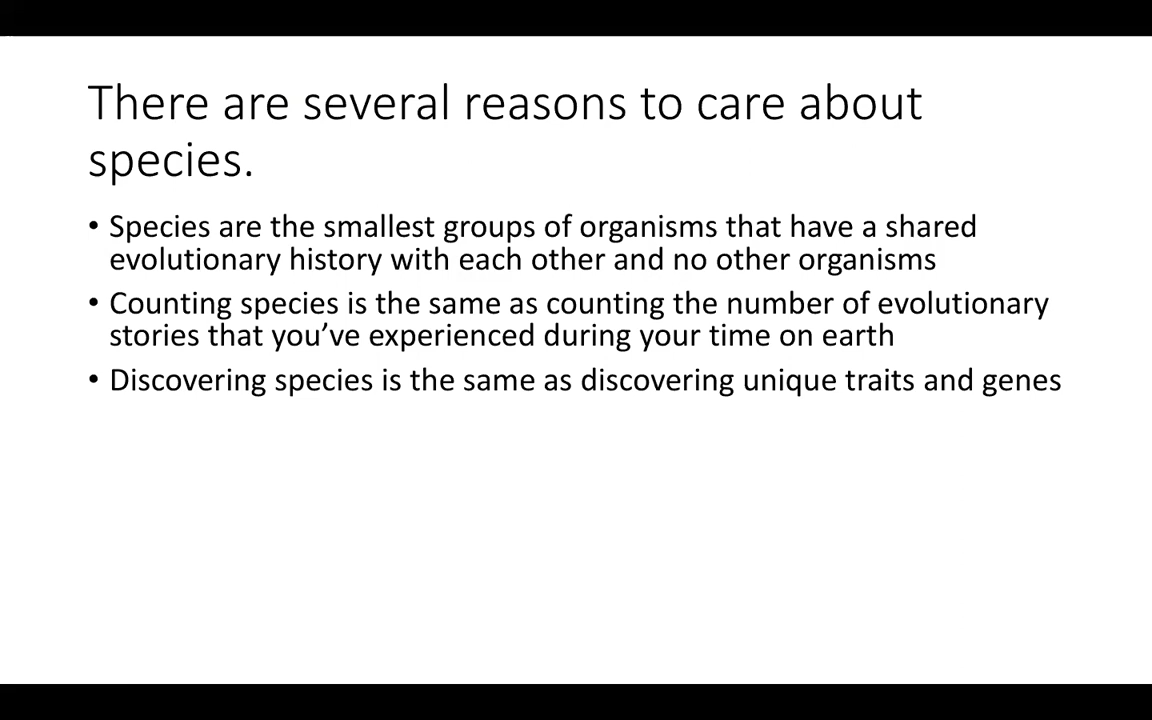 There are several reasons to care about
species.
• Species are the smallest groups of organisms that have a shared
evolutionary history with each other and no other organisms
• Counting species is the same as counting the number of evolutionary
stories that you’ve experienced during your time on earth
• Discovering species is the same as discovering unique traits and genes